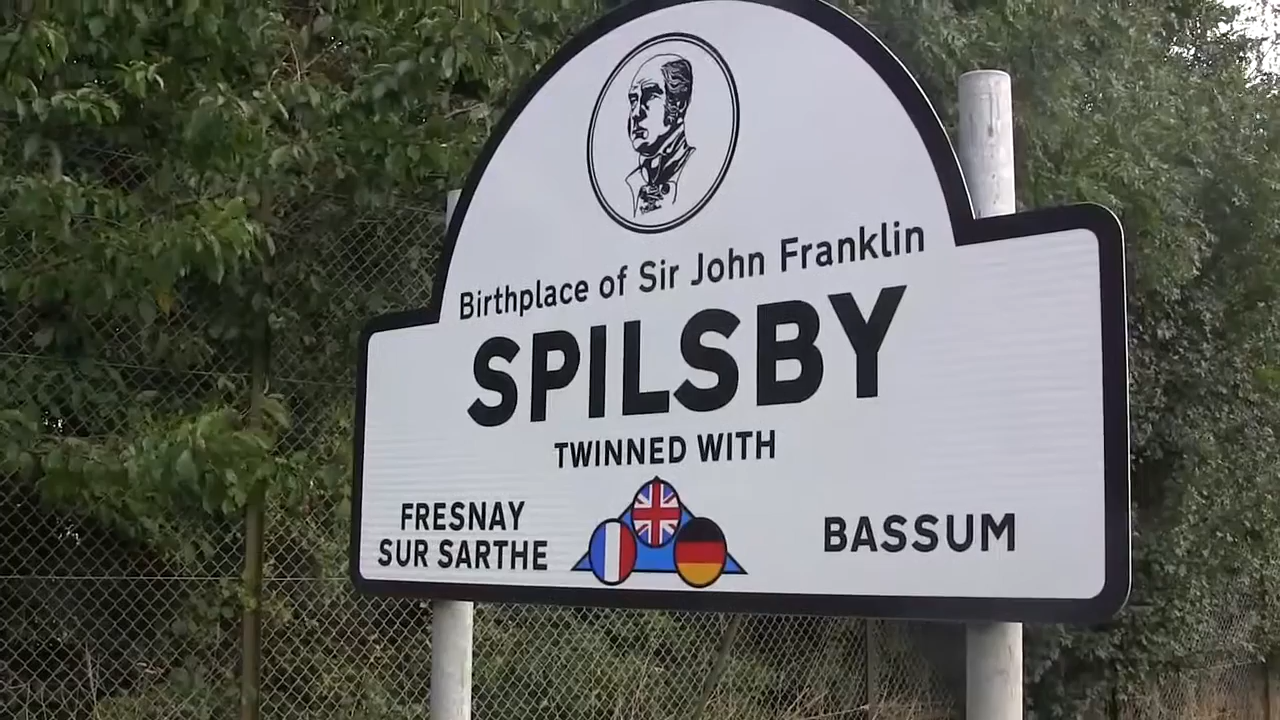 Birthplace of Sir John Franklin
SPILSBY
TWINNED WITH
FRESNAY
SUR SARTHE
BASSUM